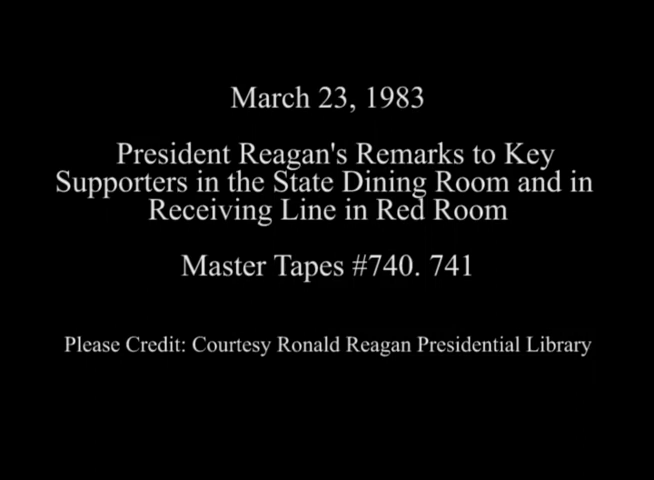 March 23, 1983
President Reagan's Remarks to Key
Supporters in the State Dining Room and in
Receiving Line in Red Room
Master Tapes #740. 741
Please Credit: Courtesy Ronald Reagan Presidential Library